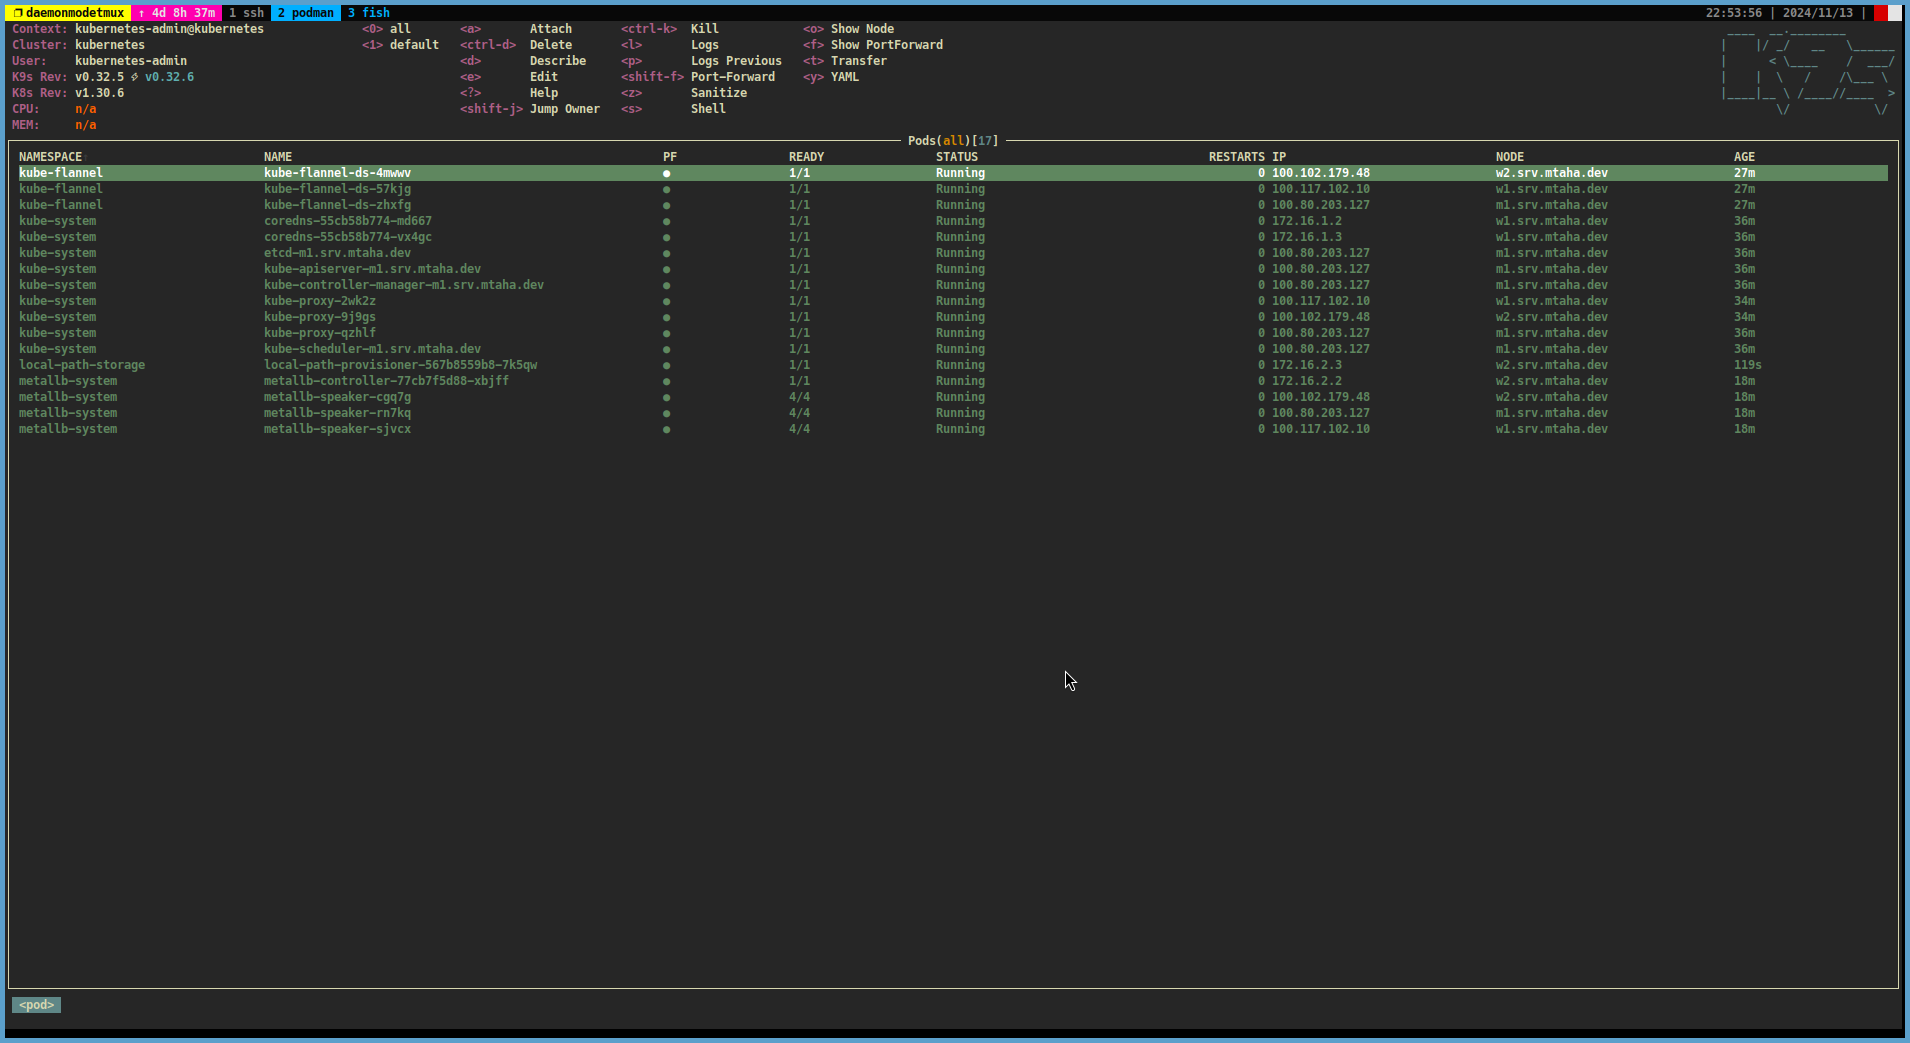 ❐ daemonmodetmux ↑ 4d 8h 37m 1 ssh 2 podman 3 fish 22:53:56 | 2024/11/13 |
Context: kubernetes-admin@kubernetes <0> all <a> Attach <ctrl-k> Kill <o> Show Node
Cluster: kubernetes <1> default <ctrl-d> Delete <l> Logs <f> Show PortForward
User: kubernetes-admin <d> Describe <p> Logs Previous <t> Transfer
K9s Rev: v0.32.5 ⚡ v0.32.6 <e> Edit <shift-f> Port-Forward <y> YAML
K8s Rev: v1.30.6 <?> Help <z> Sanitize
CPU: n/a <shift-j> Jump Owner <s> Shell
MEM: n/a
Pods(all)[17]
NAMESPACE↑ NAME PF READY STATUS RESTARTS IP NODE AGE
kube-flannel kube-flannel-ds-4mwwv ● 1/1 Running 0 100.102.179.48 w2.srv.mtaha.dev 27m
kube-flannel kube-flannel-ds-57kjg ● 1/1 Running 0 100.117.102.10 w1.srv.mtaha.dev 27m
kube-flannel kube-flannel-ds-zhxfg ● 1/1 Running 0 100.80.203.127 m1.srv.mtaha.dev 27m
kube-system coredns-55cb58b774-md667 ● 1/1 Running 0 172.16.1.2 w1.srv.mtaha.dev 36m
kube-system coredns-55cb58b774-vx4gc ● 1/1 Running 0 172.16.1.3 w1.srv.mtaha.dev 36m
kube-system etcd-m1.srv.mtaha.dev ● 1/1 Running 0 100.80.203.127 m1.srv.mtaha.dev 36m
kube-system kube-apiserver-m1.srv.mtaha.dev ● 1/1 Running 0 100.80.203.127 m1.srv.mtaha.dev 36m
kube-system kube-controller-manager-m1.srv.mtaha.dev ● 1/1 Running 0 100.80.203.127 m1.srv.mtaha.dev 36m
kube-system kube-proxy-2wk2z ● 1/1 Running 0 100.117.102.10 w1.srv.mtaha.dev 34m
kube-system kube-proxy-9j9gs ● 1/1 Running 0 100.102.179.48 w2.srv.mtaha.dev 34m
kube-system kube-proxy-qzhlf ● 1/1 Running 0 100.80.203.127 m1.srv.mtaha.dev 36m
kube-system kube-scheduler-m1.srv.mtaha.dev ● 1/1 Running 0 100.80.203.127 m1.srv.mtaha.dev 36m
local-path-storage local-path-provisioner-567b8559b8-7k5qw ● 1/1 Running 0 172.16.2.3 w2.srv.mtaha.dev 119s
metallb-system metallb-controller-77cb7f5d88-xbjff ● 1/1 Running 0 172.16.2.2 w2.srv.mtaha.dev 18m
metallb-system metallb-speaker-cgq7g ● 4/4 Running 0 100.102.179.48 w2.srv.mtaha.dev 18m
metallb-system metallb-speaker-rn7kq ● 4/4 Running 0 100.80.203.127 m1.srv.mtaha.dev 18m
metallb-system metallb-speaker-sjvcx ● 4/4 Running 0 100.117.102.10 w1.srv.mtaha.dev 18m
<pod>